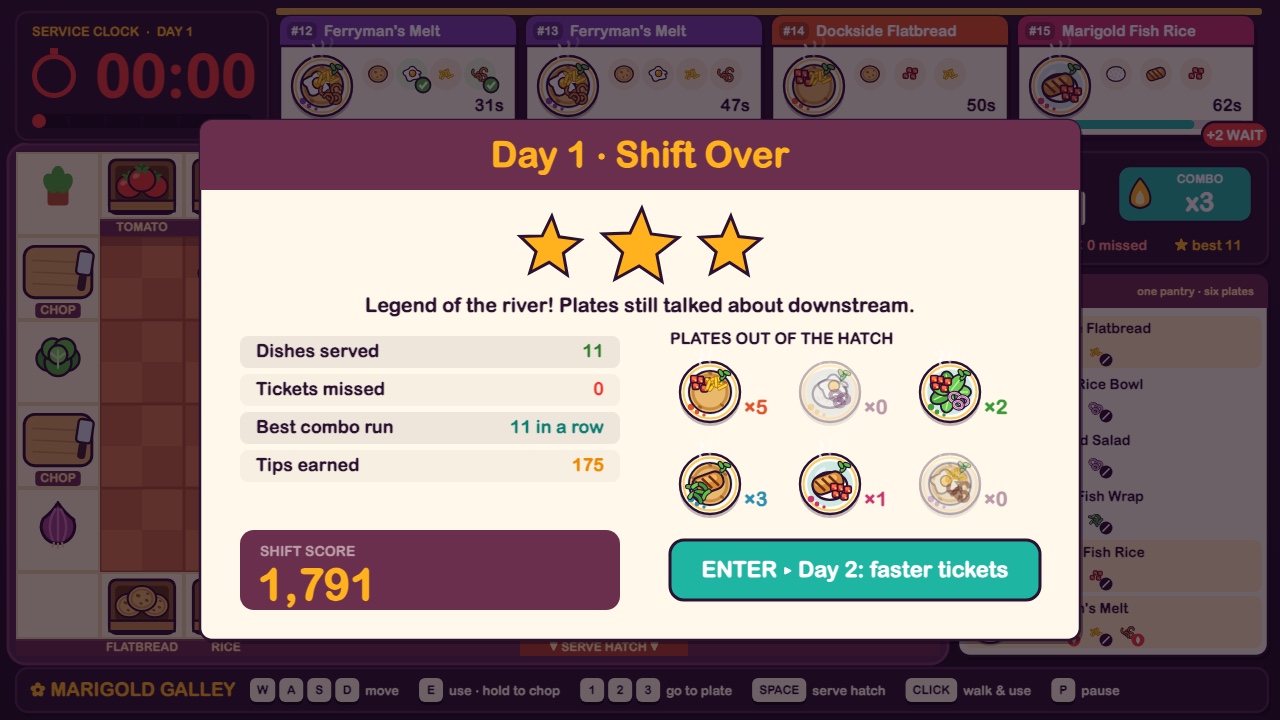 SERVICE CLOCK · DAY 1
00:00
#12 Ferryman's Melt
31s
#13 Ferryman's Melt
47s
#14 Dockside Flatbread
50s
#15 Marigold Fish Rice
62s
+2 WAIT
Day 1 · Shift Over
Legend of the river! Plates still talked about downstream.
Dishes served 11
Tickets missed 0
Best combo run 11 in a row
Tips earned 175
PLATES OUT OF THE HATCH
×5
×0
×2
×3
×1
×0
SHIFT SCORE
1,791
ENTER ▸ Day 2: faster tickets
COMBO
x3
0 missed
★ best 11
one pantry · six plates
Flatbread
Rice Bowl
Salad
Fish Wrap
Fish Rice
Melt
TOMATO
CHOP
CHOP
FLATBREAD
RICE
▼ SERVE HATCH ▼
MARIGOLD GALLEY
W A S D move
E use · hold to chop
1 2 3 go to plate
SPACE serve hatch
CLICK walk & use
P pause